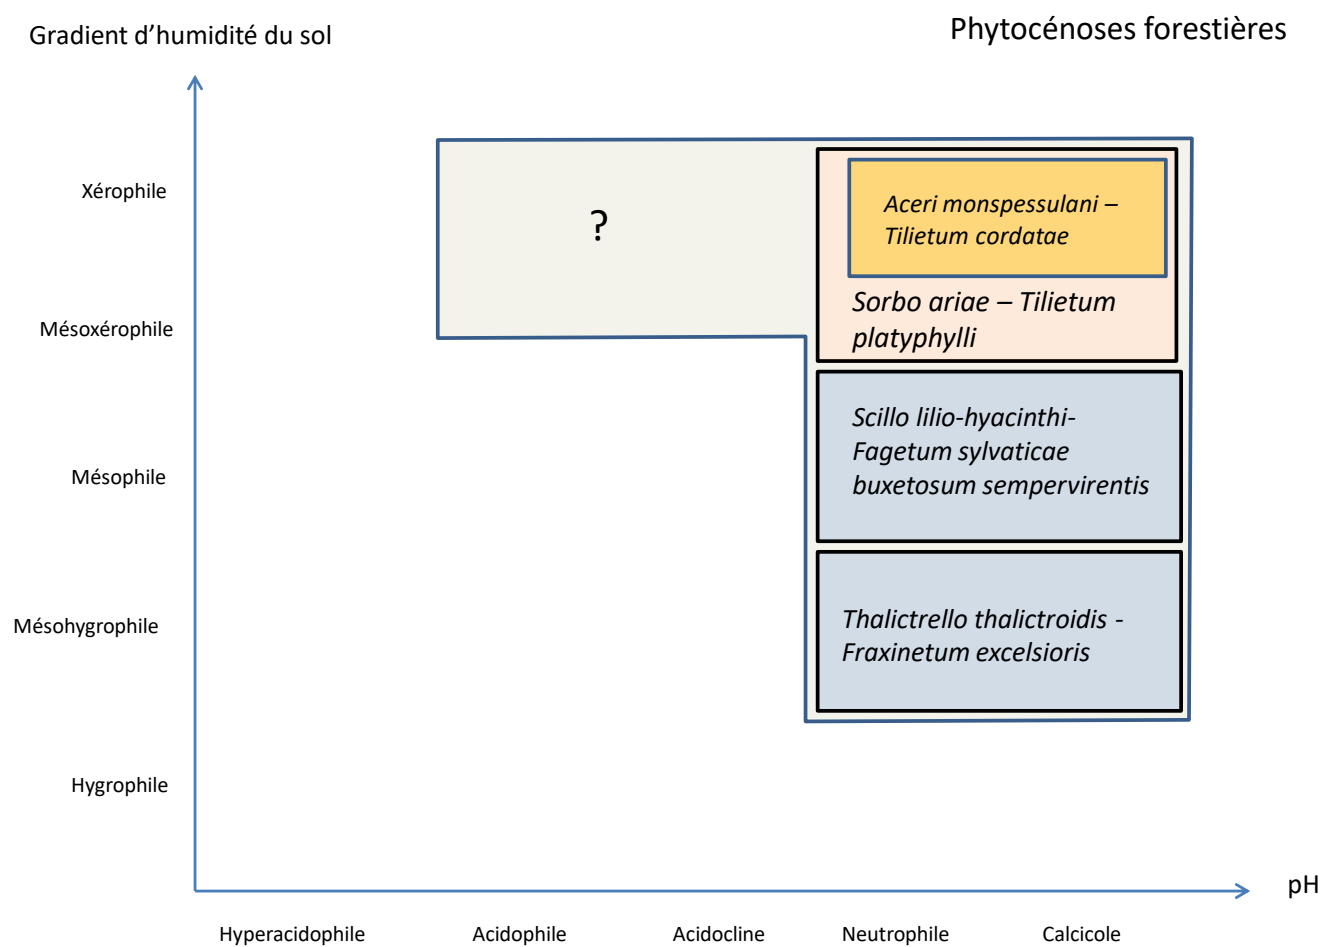 Gradient d’humidité du sol
Phytocénoses forestières
Xérophile
?
Aceri monspessulani –
Tilietum cordatae
Sorbo ariae – Tilietum
platyphylli
Mésoxérophile
Scillo lilio-hyacinthi-
Fagetum sylvaticae
buxetosum sempervirentis
Mésophile
Thalictrello thalictroidis -
Fraxinetum excelsioris
Mésohygrophile
Hygrophile
pH
Hyperacidophile
Acidophile
Acidocline
Neutrophile
Calcicole